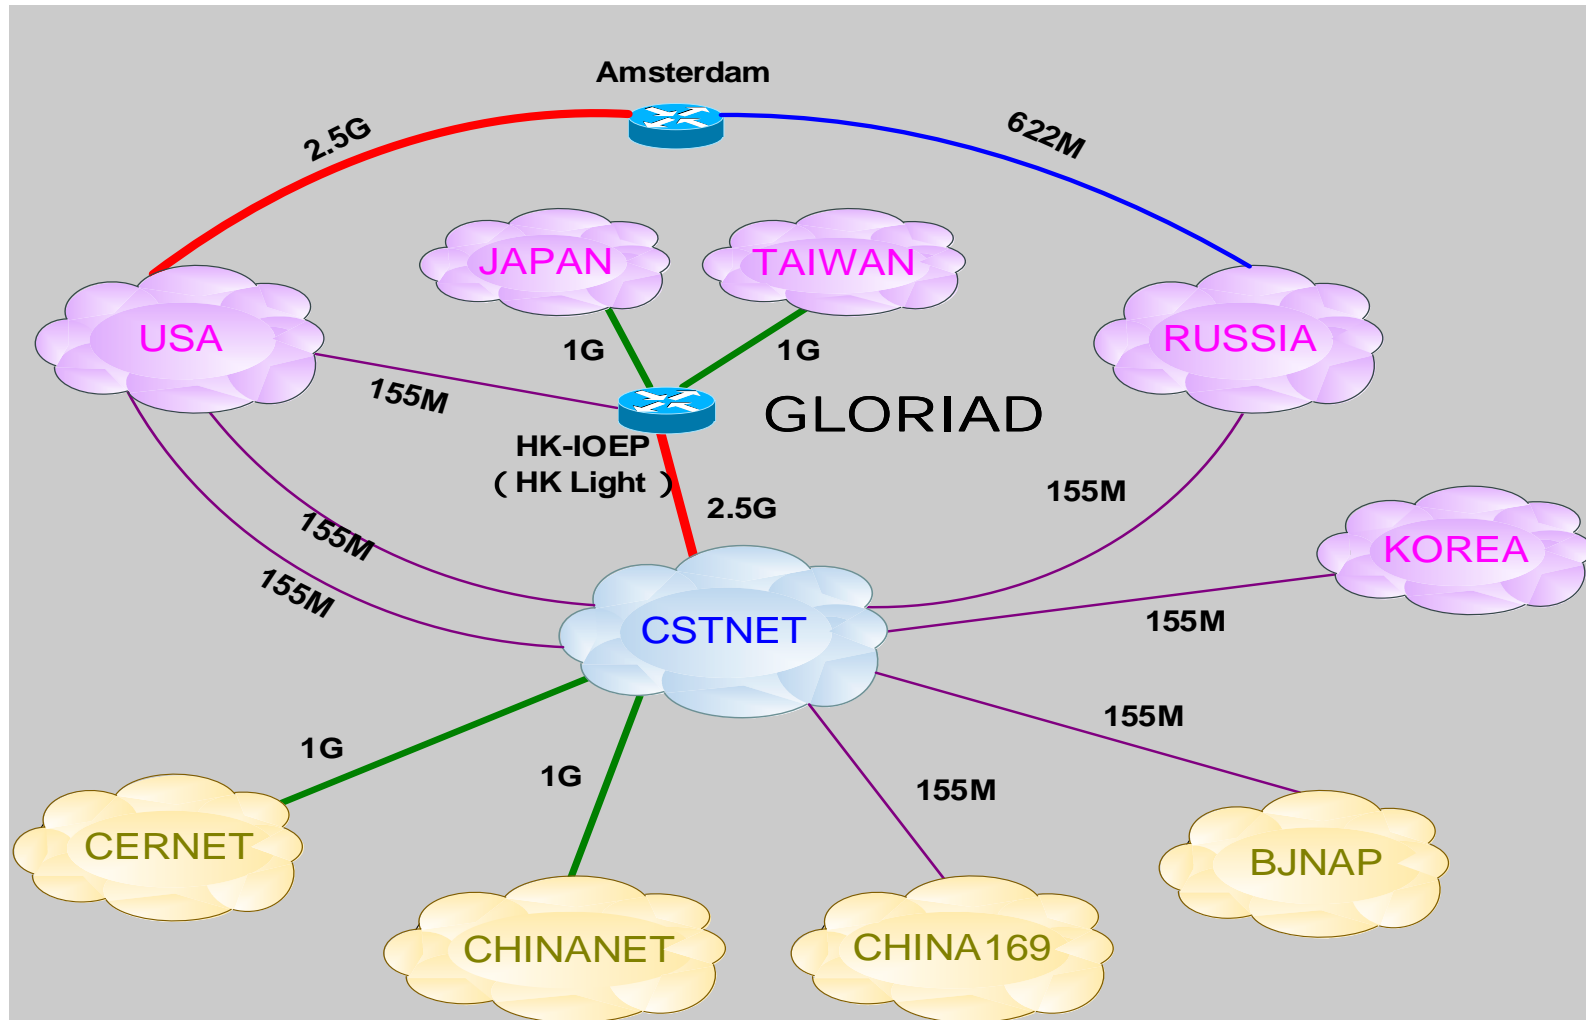 Amsterdam
2.5G
622M
JAPAN
TAIWAN
USA
RUSSIA
1G
1G
155M
GLORIAD
HK-IOEP
( HK Light )
155M
2.5G
KOREA
155M
155M
CSTNET
155M
155M
1G
1G
155M
CERNET
BJNAP
CHINANET
CHINA169